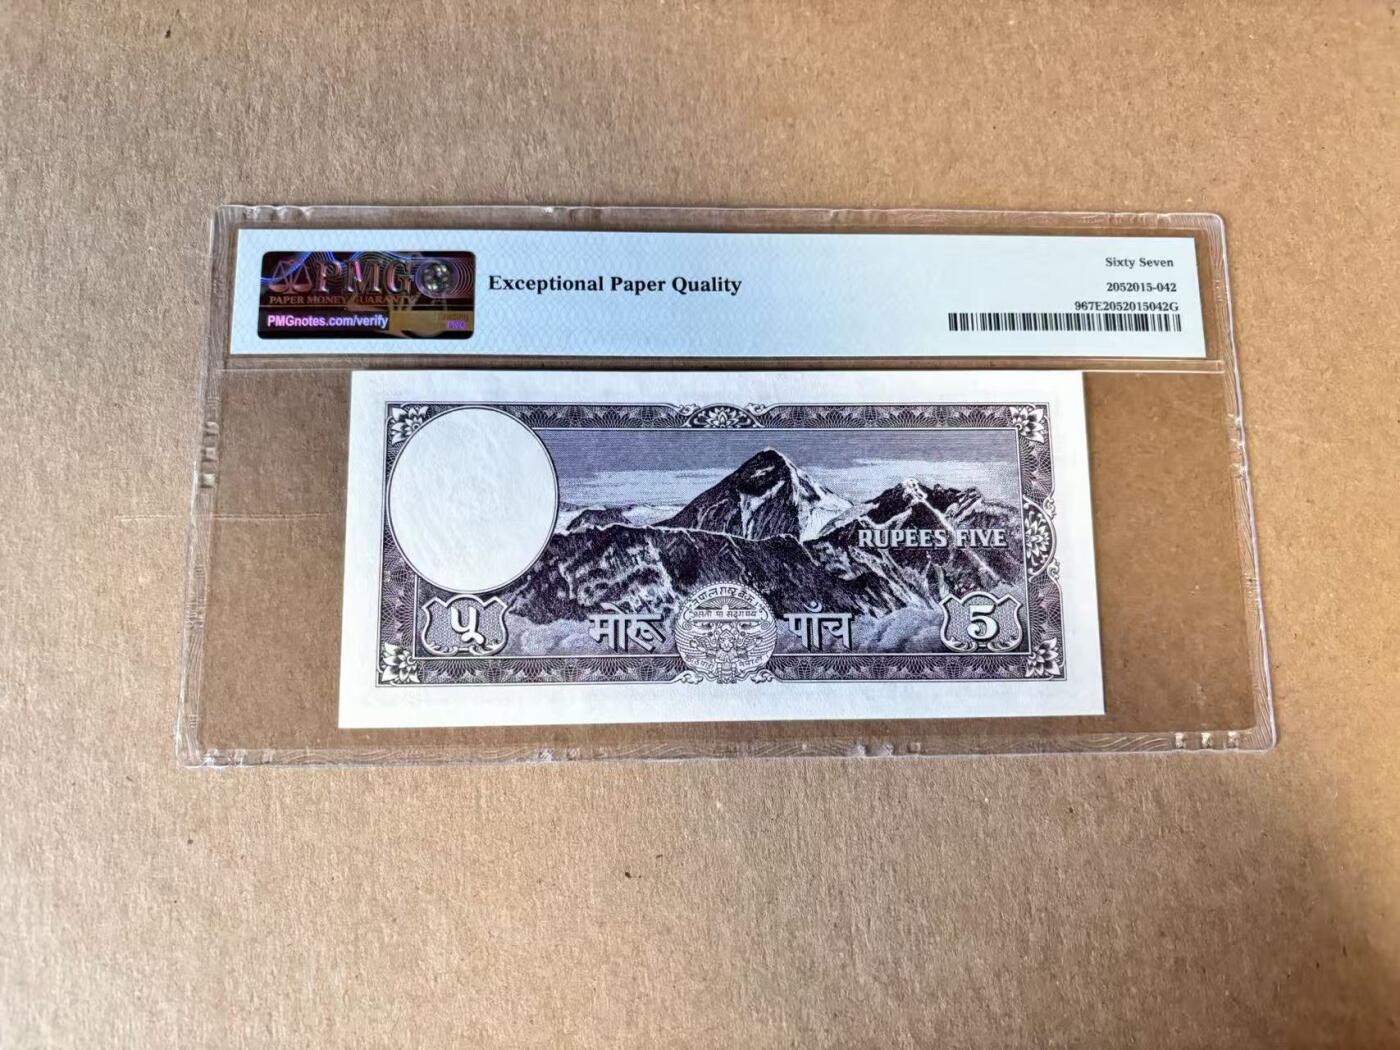 PMG
PAPER MONEY GUARANTY
PMGnotes.com/verify
Exceptional Paper Quality
Sixty Seven
2052015-042
967E2052015042G
RUPEES FIVE
५
मोरू
पाँच
5